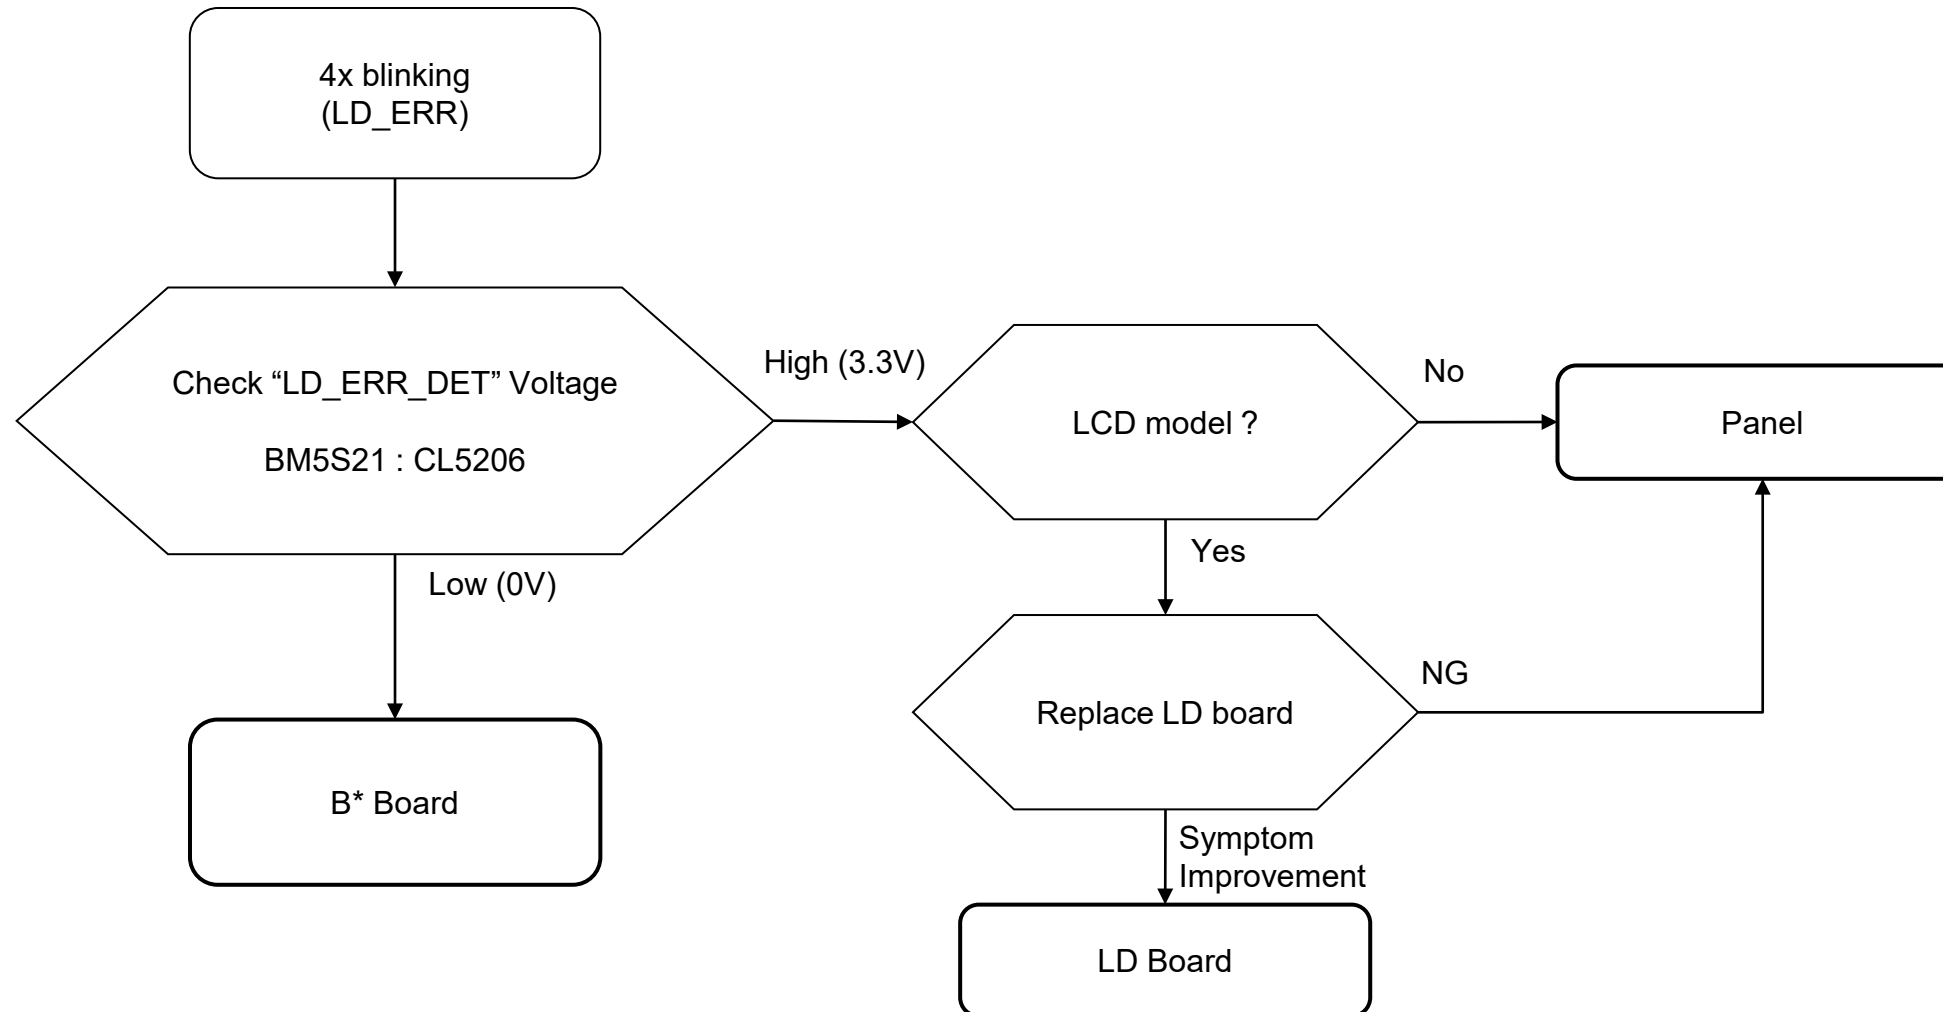 4x blinking
(LD_ERR)
Check “LD_ERR_DET” Voltage
BM5S21 : CL5206
High (3.3V)
LCD model ?
No
Panel
Low (0V)
Yes
B* Board
Replace LD board
NG
Symptom
Improvement
LD Board